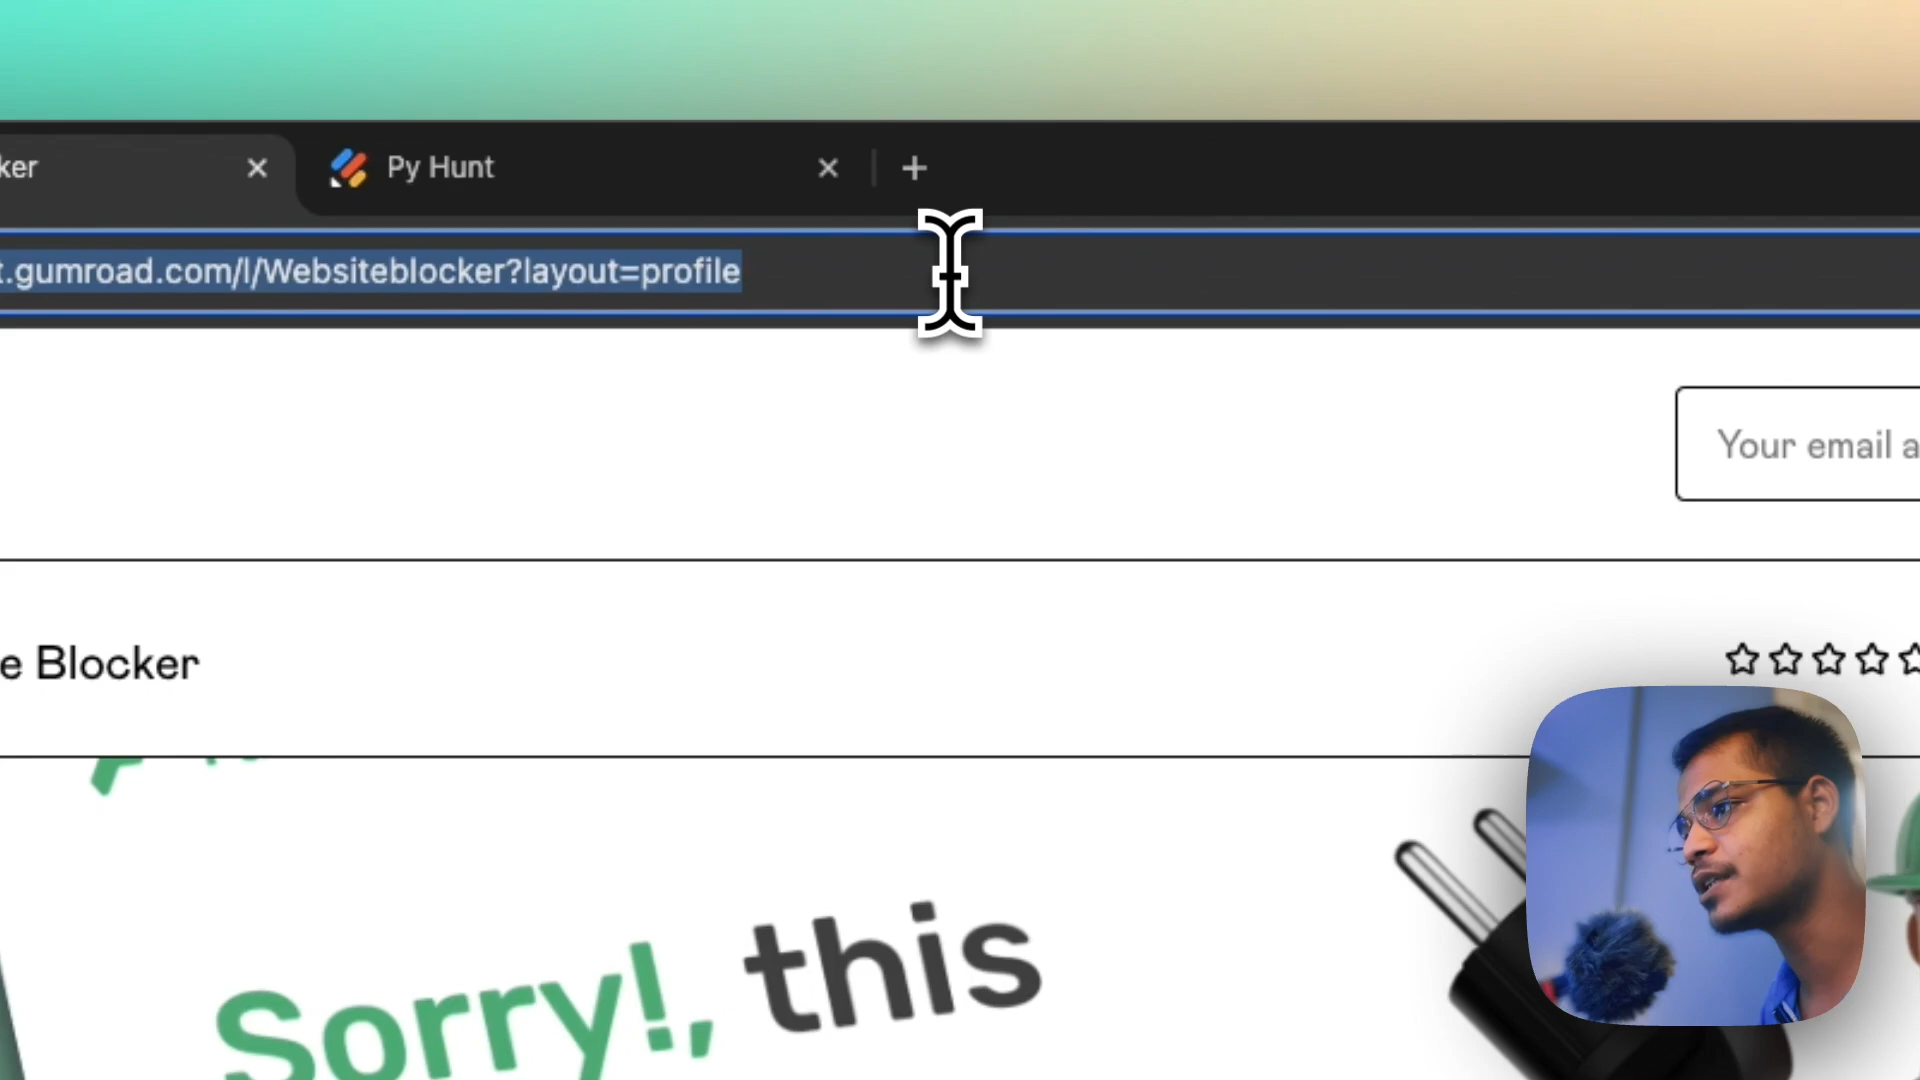 ker
Py Hunt
t.gumroad.com/l/Websiteblocker?layout=profile
Your email a
e Blocker
Sorry!, this